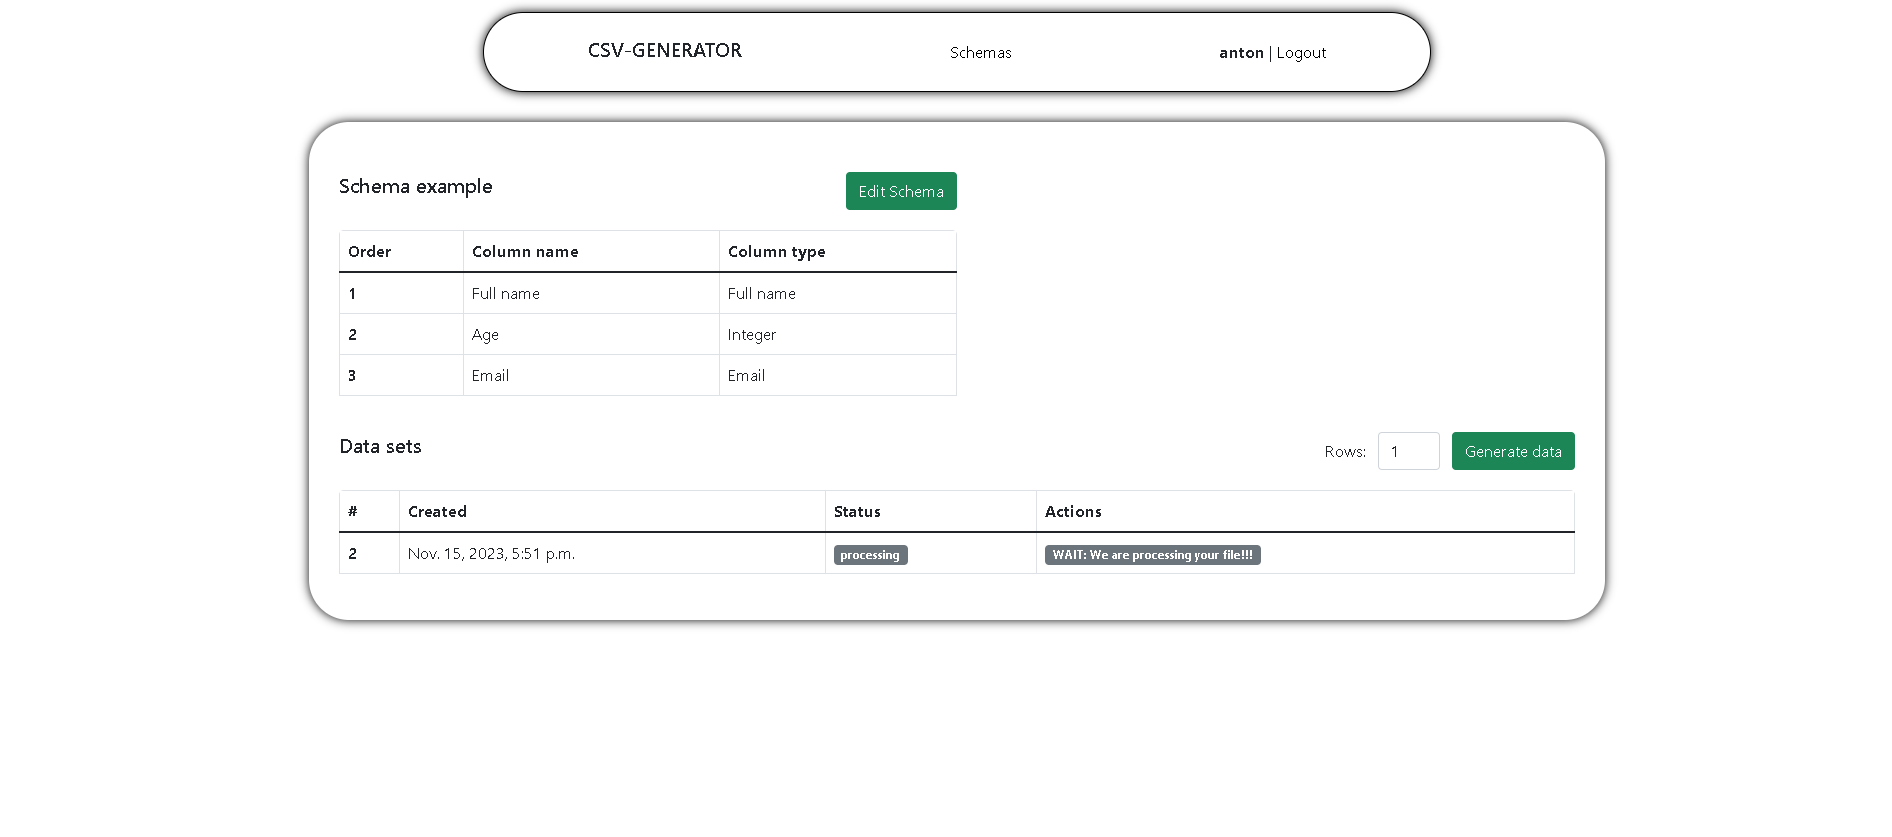 CSV-GENERATOR Schemas anton | Logout
Schema example Edit Schema
Order Column name Column type
1 Full name Full name
2 Age Integer
3 Email Email
Data sets Rows: 1 Generate data
# Created Status Actions
2 Nov. 15, 2023, 5:51 p.m. processing WAIT: We are processing your file!!!